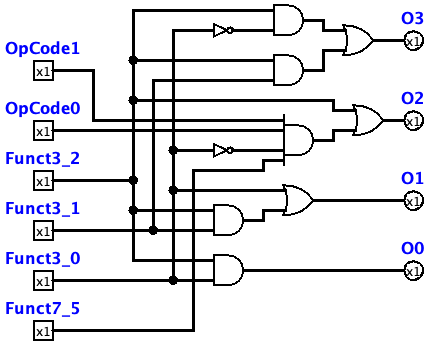 O3
x1
OpCode1
x1
O2
x1
OpCode0
x1
Funct3_2
x1
O1
x1
Funct3_1
x1
O0
x1
Funct3_0
x1
Funct7_5
x1